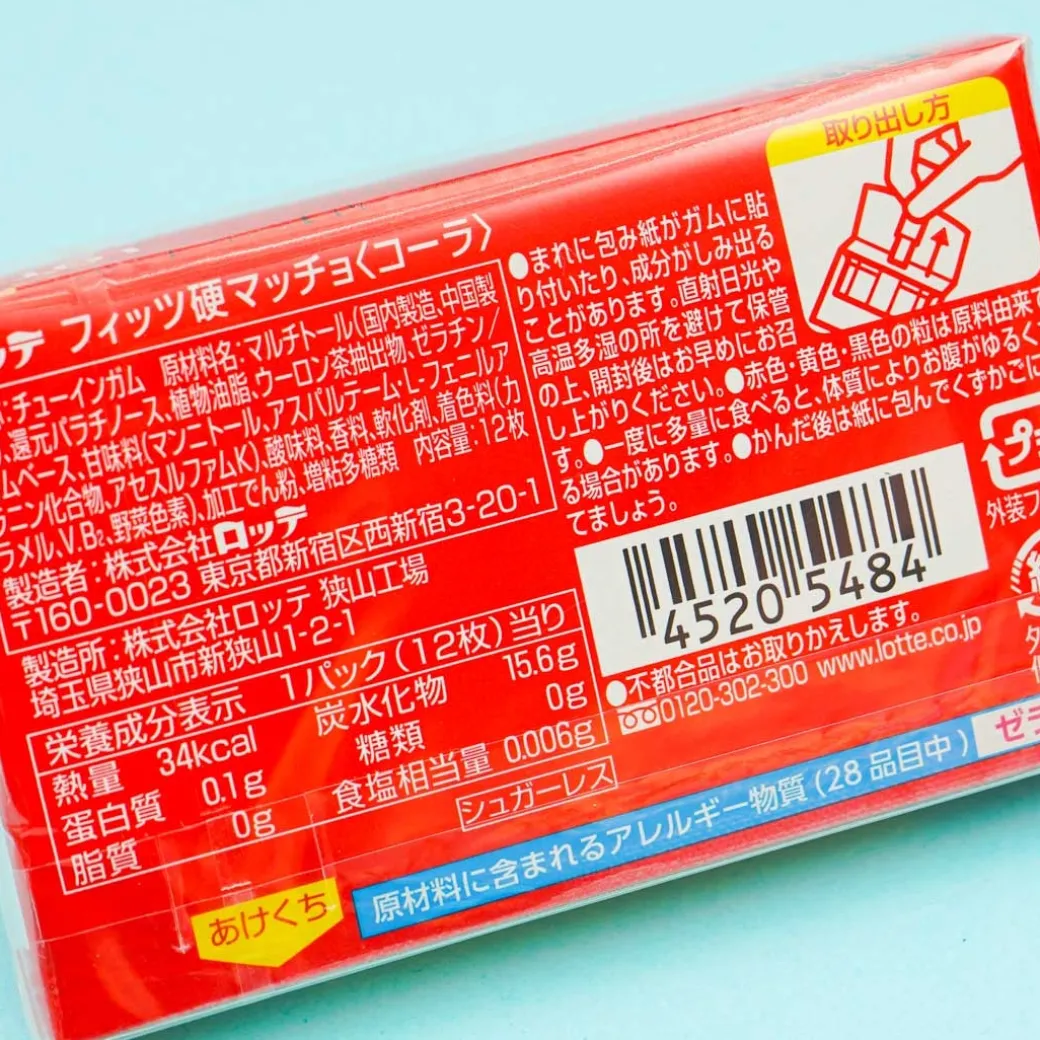 ロッテ フィッツ硬マッチョ〈コーラ〉
チューインガム 原材料名:マルチトール(国内製造、中国製
、還元パラチノース、植物油脂、ウーロン茶抽出物、ゼラチン/
ムベース、甘味料(マンニトール、アスパルテーム・L-フェニルア
ラニン化合物、アセスルファムK)、酸味料、香料、軟化剤、着色料(カ
ラメル、V.B₂、野菜色素)、加工でん粉、増粘多糖類 内容量:12枚
製造者:株式会社ロッテ
〒160-0023 東京都新宿区西新宿3-20-1
製造所:株式会社ロッテ 狭山工場
埼玉県狭山市新狭山1-2-1
栄養成分表示 1パック(12枚)当り
熱量 34kcal 炭水化物 15.6g
蛋白質 0.1g 糖類 0g
脂質 0g 食塩相当量 0.006g
シュガーレス
あけくち
取り出し方
●まれに包み紙がガムに貼
り付いたり、成分がしみ出る
ことがあります。直射日光や
高温多湿の所を避けて保管
の上、開封後はお早めにお召
し上がりください。●赤色・黄色・黒色の粒は原料由来で
す。●一度に多量に食べると、体質によりお腹がゆるくな
る場合があります。●かんだ後は紙に包んでくずかごに
てましょう。
4520 5484
●不都合品はお取りかえします。
0120-302-300 www.lotte.co.jp
プラ
外装フ
原材料に含まれるアレルギー物質(28品目中)
ゼラ